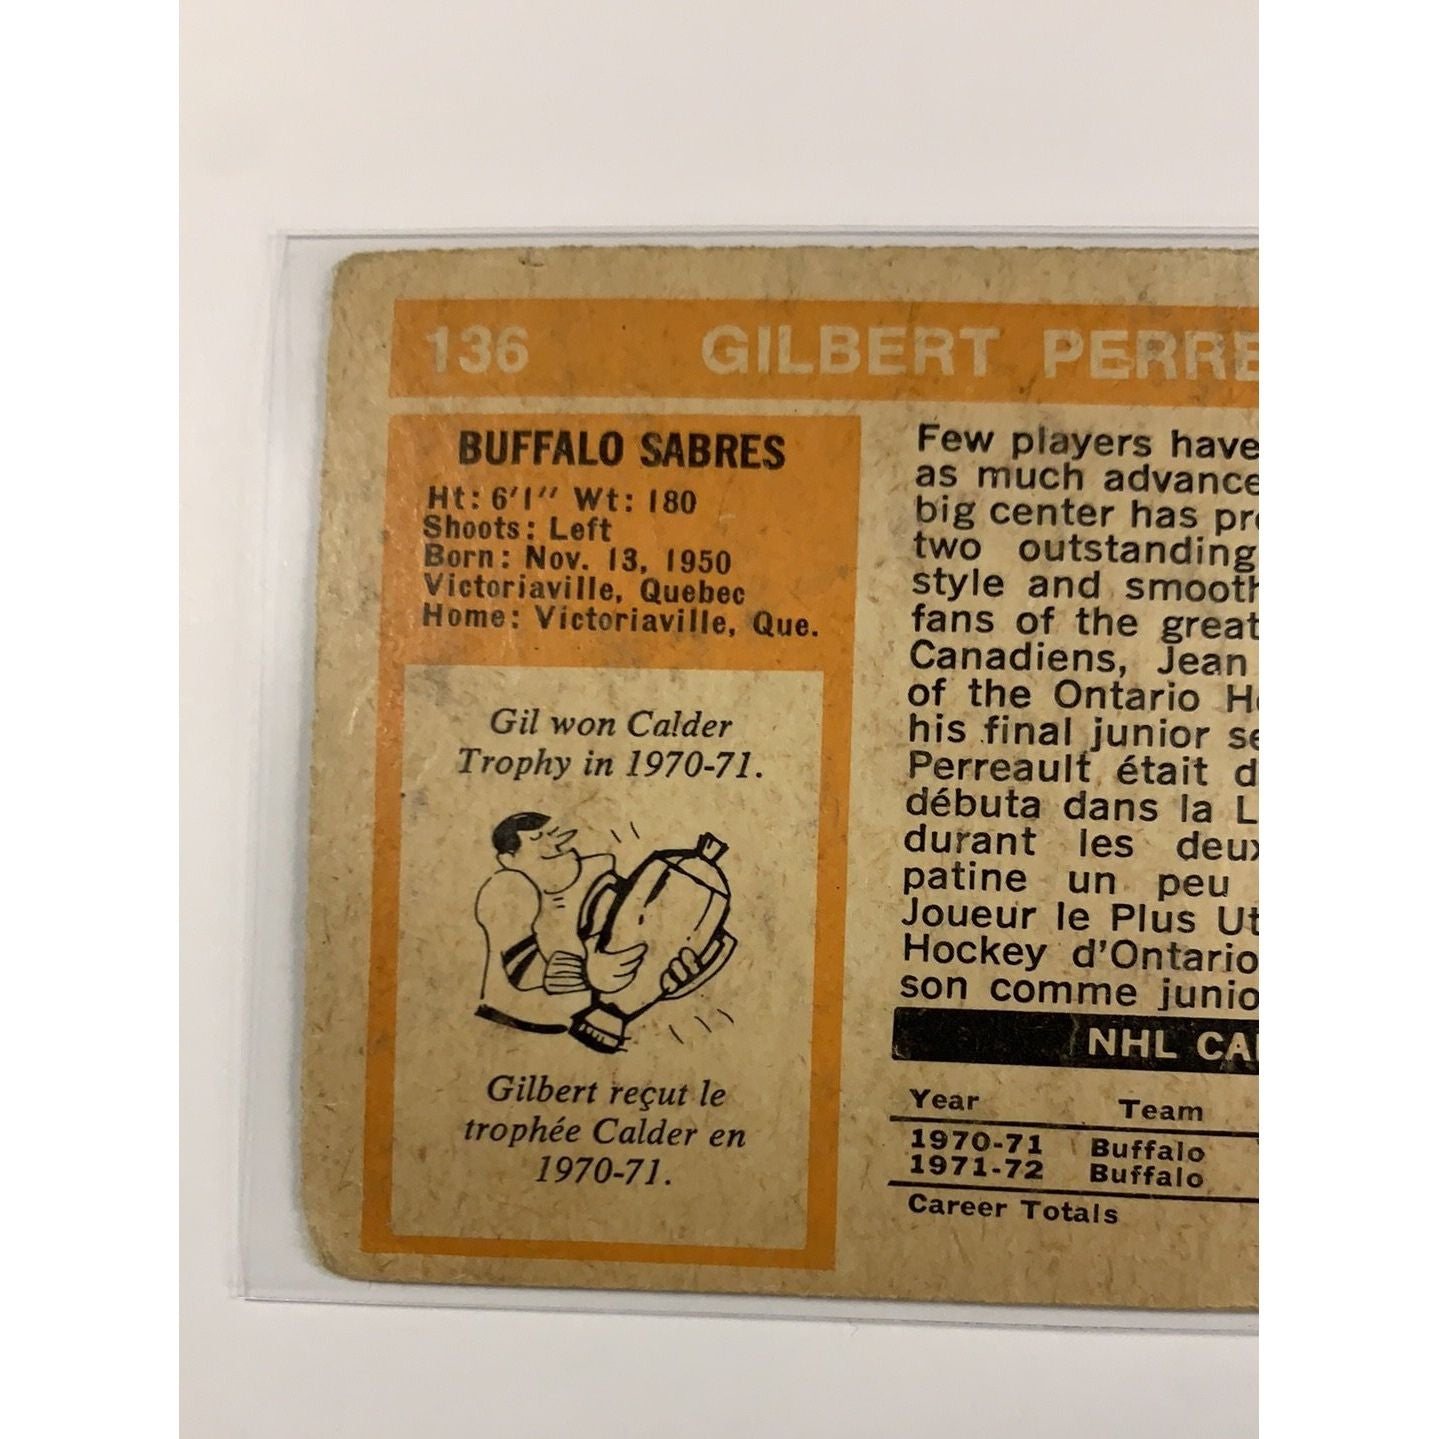 136 GILBERT PERRE
BUFFALO SABRES
Ht: 6'1" Wt: 180
Shoots: Left
Born: Nov. 13, 1950
Victoriaville, Quebec
Home: Victoriaville, Que.
Gil won Calder
Trophy in 1970-71.
Gilbert reçut le
trophée Calder en
1970-71.
Few players have
as much advance
big center has pr
two outstanding
style and smooth
fans of the great
Canadiens, Jean
of the Ontario H
his final junior se
Perreault était d
débuta dans la L
durant les deux
patine un peu
Joueur le Plus Ut
Hockey d'Ontario
son comme junio
NHL CA
Year Team
1970-71 Buffalo
1971-72 Buffalo
Career Totals